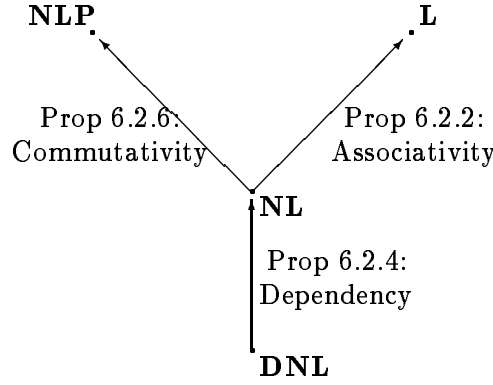 NLP
L
Prop 6.2.6:
Commutativity
Prop 6.2.2:
Associativity
NL
Prop 6.2.4:
Dependency
DNL